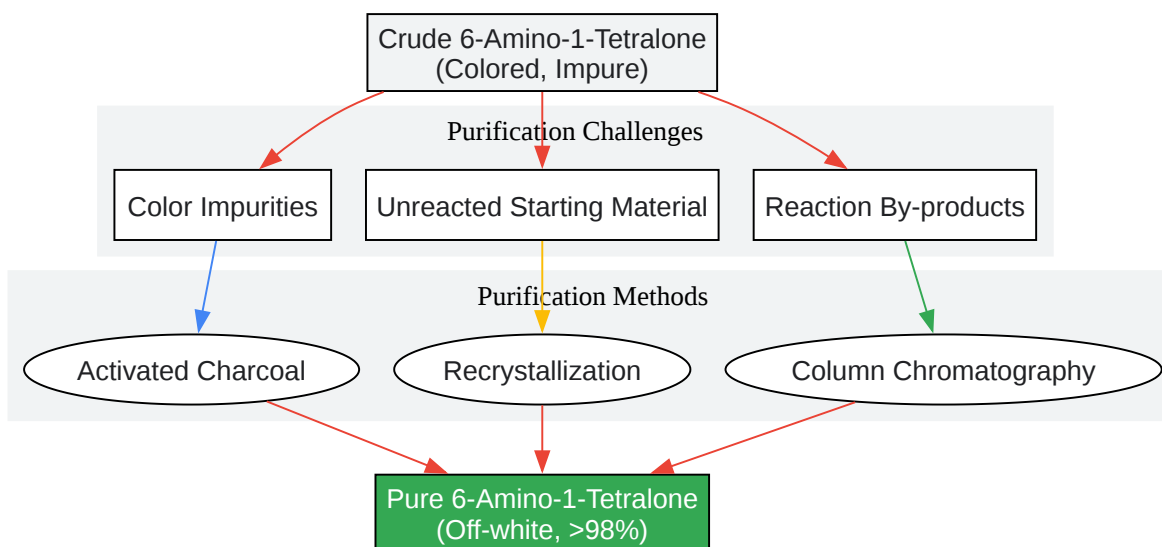 Crude 6-Amino-1-Tetralone
(Colored, Impure)
Purification Challenges
Color Impurities
Unreacted Starting Material
Reaction By-products
Purification Methods
Activated Charcoal
Recrystallization
Column Chromatography
Pure 6-Amino-1-Tetralone
(Off-white, >98%)